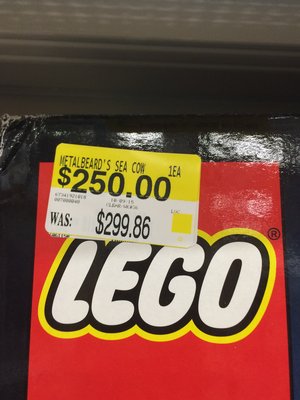 METALBEARD'S SEA COW 1EA
$250.00
WAS: $299.86
LEGO®